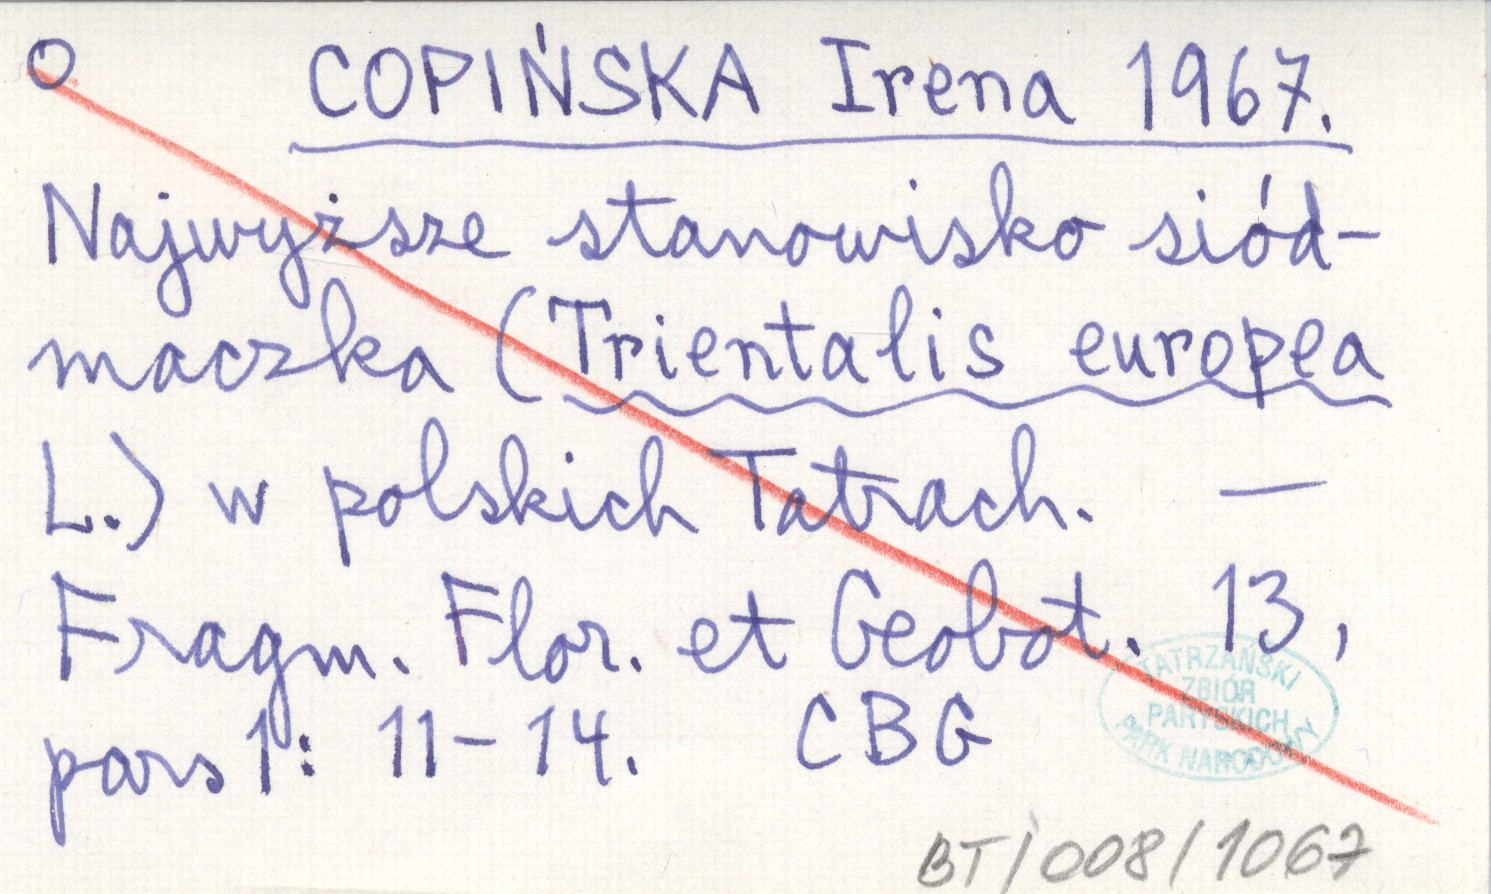 O COPIŃSKA Irena 1967.
Najwyższe stanowisko siód-
maczka (Trientalis europea
L.) w polskich Tatrach. —
Fragm. Flor. et Geobot. 13,
pars 1: 11-14. CBG
TATRZAŃSKI
ZBIÓR
PARYSKICH
PARK NARODOWY
BT/008/1067